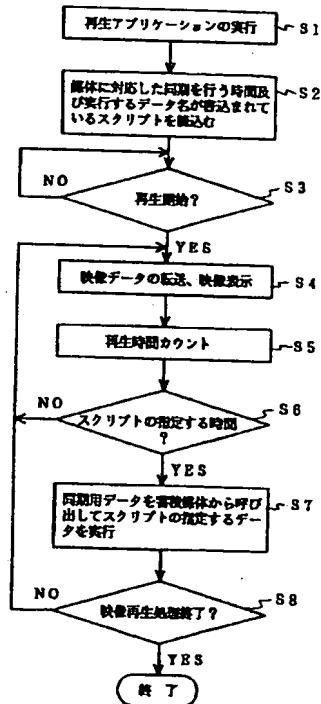 再生アプリケーションの実行
S1
媒体に対応した同期を行う時間及
び実行するデータ名が書込まれて
いるスクリプトを読込む
S2
再生開始?
S3
NO
YES
映像データの転送、映像表示
S4
再生時間カウント
S5
スクリプトの指定する時間
?
S6
NO
YES
同期用データを蓄積媒体から呼び
出してスクリプトの指定するデー
タを実行
S7
映像再生処理終了?
S8
NO
YES
終了